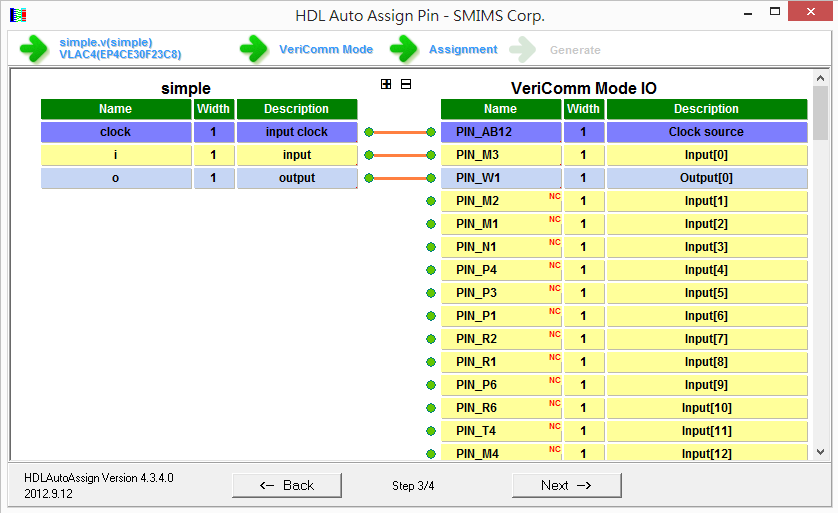 HDL Auto Assign Pin - SMIMS Corp.
simple.v(simple)
VLAC4(EP4CE30F23C8)
VeriComm Mode
Assignment
Generate
simple
VeriComm Mode IO
Name Width Description Name Width Description
clock 1 input clock PIN_AB12 1 Clock source
i 1 input PIN_M3 1 Input[0]
o 1 output PIN_W1 1 Output[0]
PIN_M2 NC 1 Input[1]
PIN_M1 NC 1 Input[2]
PIN_N1 NC 1 Input[3]
PIN_P4 NC 1 Input[4]
PIN_P3 NC 1 Input[5]
PIN_P1 NC 1 Input[6]
PIN_R2 NC 1 Input[7]
PIN_R1 NC 1 Input[8]
PIN_P6 NC 1 Input[9]
PIN_R6 NC 1 Input[10]
PIN_T4 NC 1 Input[11]
PIN_M4 NC 1 Input[12]
HDLAutoAssign Version 4.3.4.0
2012.9.12
<-- Back
Step 3/4
Next -->